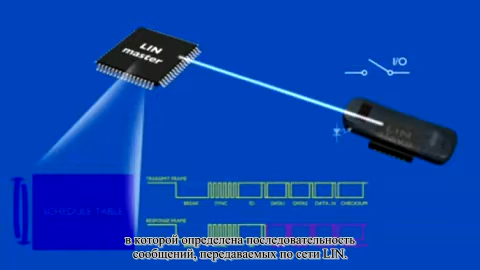 LIN
master
I/O
LIN
SCHEDULE TABLE
TRANSMIT FRAME
BREAK SYNC ID DATA1 DATA2 DATA..N CHECKSUM
RESPONSE FRAME
в которой определена последовательность
сообщений, передаваемых по сети LIN.